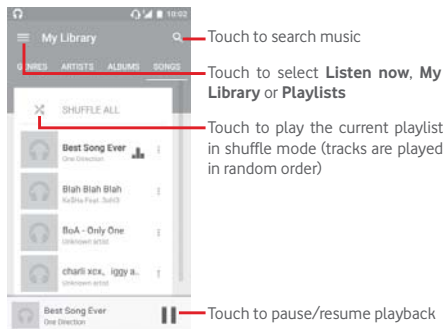 10:02
My Library
GENRES ARTISTS ALBUMS SONGS
SHUFFLE ALL
Best Song Ever
One Direction
Blah Blah Blah
Ke$Ha Feat. 3oh!3
BoA - Only One
Unknown artist
charli xcx, iggy a..
Unknown artist
Best Song Ever
One Direction
Touch to search music
Touch to select Listen now, My
Library or Playlists
Touch to play the current playlist
in shuffle mode (tracks are played
in random order)
Touch to pause/resume playback